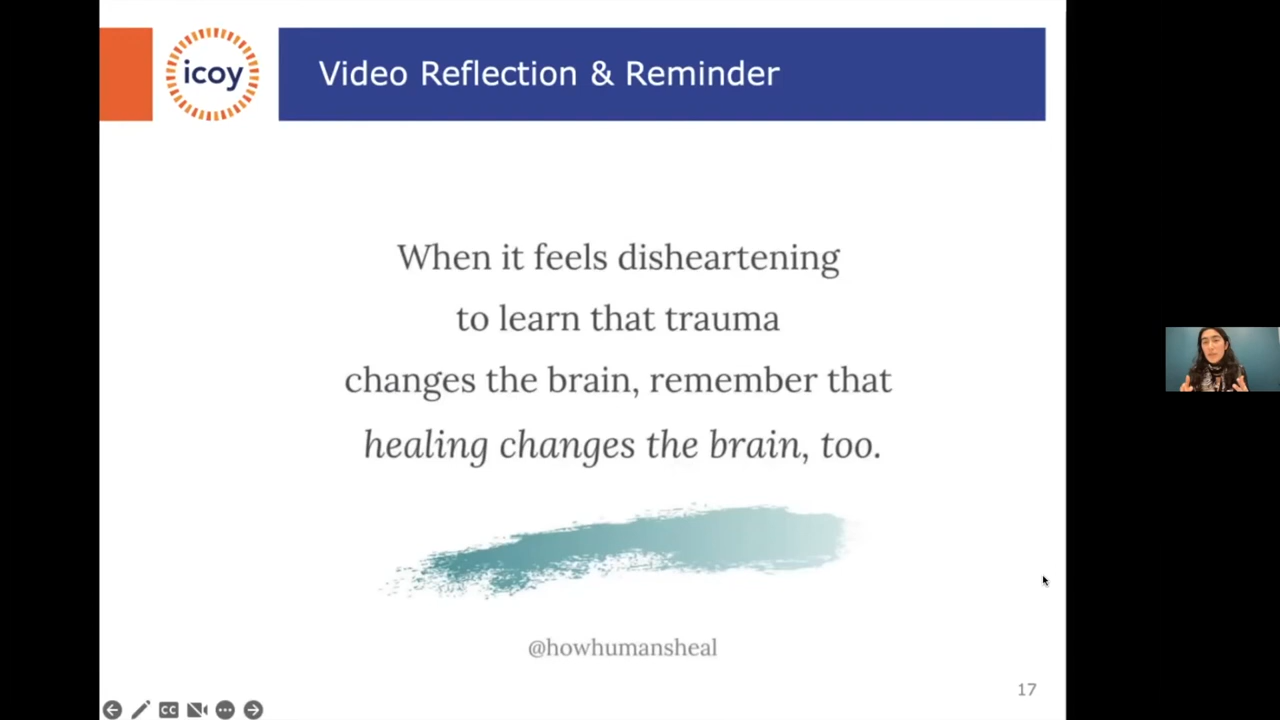 icoy
Video Reflection & Reminder
When it feels disheartening
to learn that trauma
changes the brain, remember that
healing changes the brain, too.
@howhumansheal
17
CC